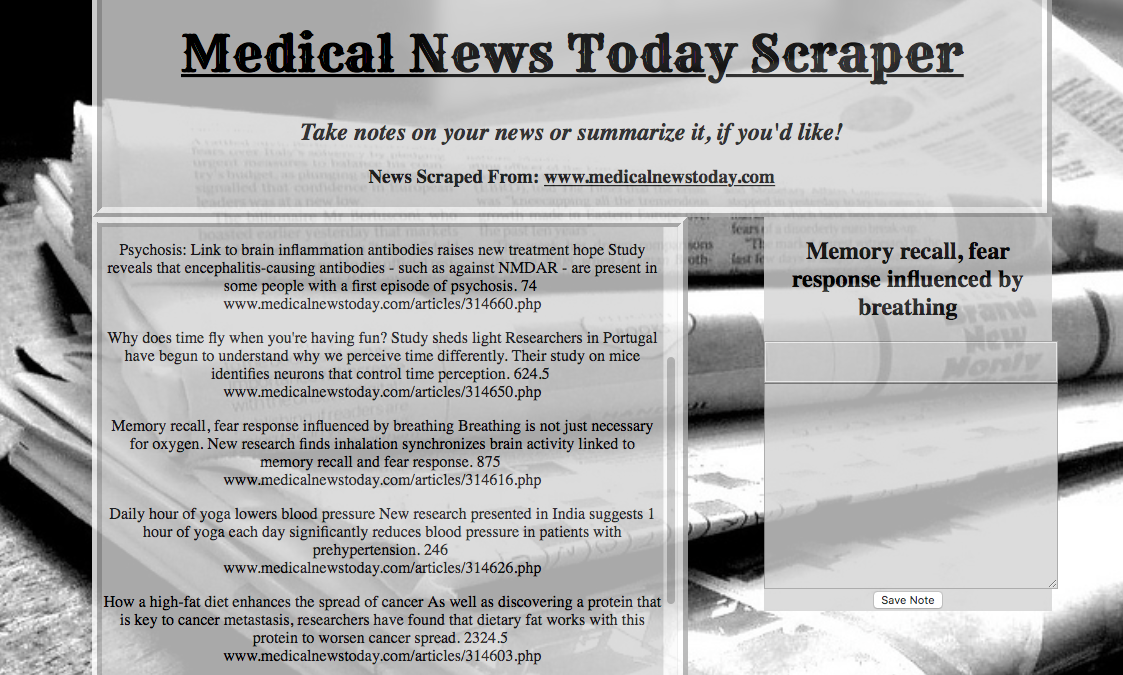 Medical News Today Scraper
Take notes on your news or summarize it, if you'd like!
News Scraped From: www.medicalnewstoday.com
Psychosis: Link to brain inflammation antibodies raises new treatment hope Study
reveals that encephalitis-causing antibodies - such as against NMDAR - are present in
some people with a first episode of psychosis. 74
www.medicalnewstoday.com/articles/314660.php
Why does time fly when you're having fun? Study sheds light Researchers in Portugal
have begun to understand why we perceive time differently. Their study on mice
identifies neurons that control time perception. 624.5
www.medicalnewstoday.com/articles/314650.php
Memory recall, fear response influenced by breathing Breathing is not just necessary
for oxygen. New research finds inhalation synchronizes brain activity linked to
memory recall and fear response. 875
www.medicalnewstoday.com/articles/314616.php
Daily hour of yoga lowers blood pressure New research presented in India suggests 1
hour of yoga each day significantly reduces blood pressure in patients with
prehypertension. 246
www.medicalnewstoday.com/articles/314626.php
How a high-fat diet enhances the spread of cancer As well as discovering a protein that
is key to cancer metastasis, researchers have found that dietary fat works with this
protein to worsen cancer spread. 2324.5
www.medicalnewstoday.com/articles/314603.php
Memory recall, fear
response influenced by
breathing
Brand
New
Save Note